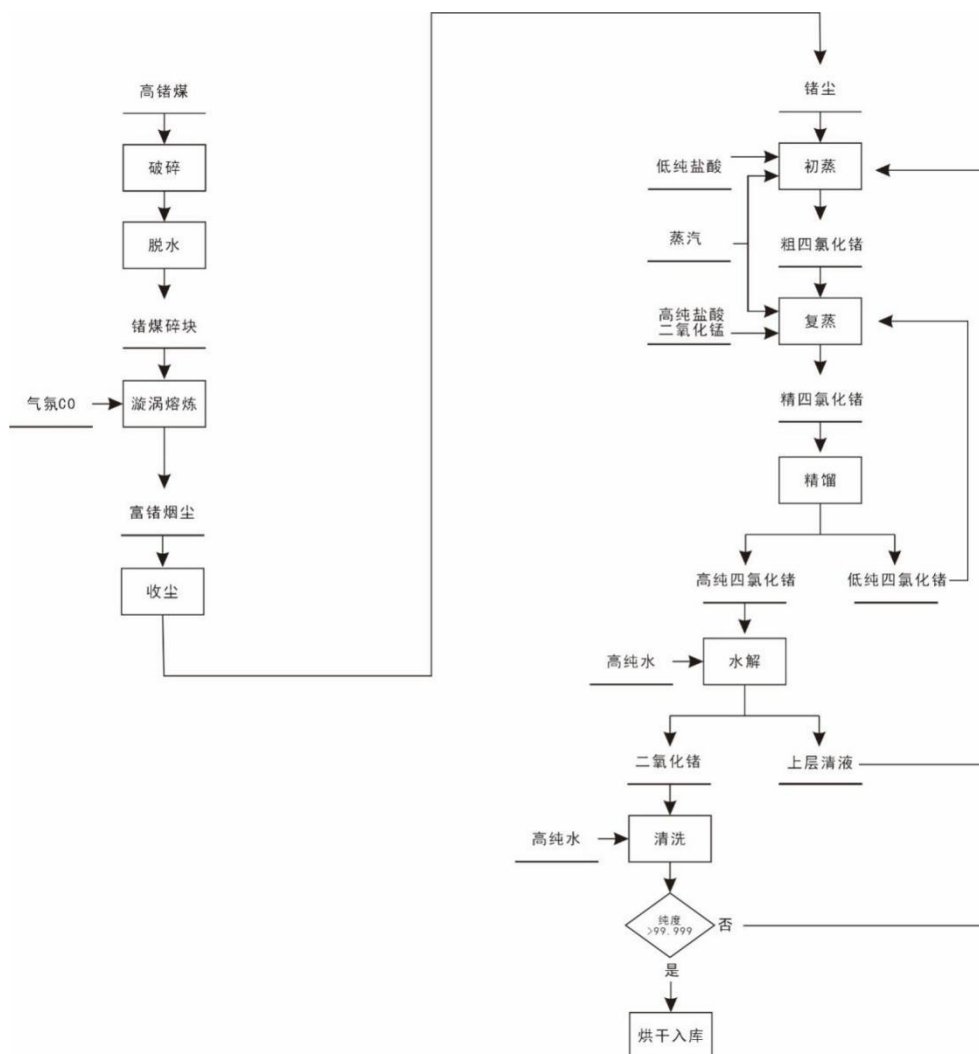 高锗煤
破碎
脱水
锗煤碎块
气氛CO
漩涡熔炼
富锗烟尘
收尘
锗尘
低纯盐酸
初蒸
蒸汽
粗四氯化锗
高纯盐酸
二氧化锰
复蒸
精四氯化锗
精馏
高纯四氯化锗
低纯四氯化锗
高纯水
水解
二氧化锗
上层清液
高纯水
清洗
纯度
>99.999
否
是
烘干入库